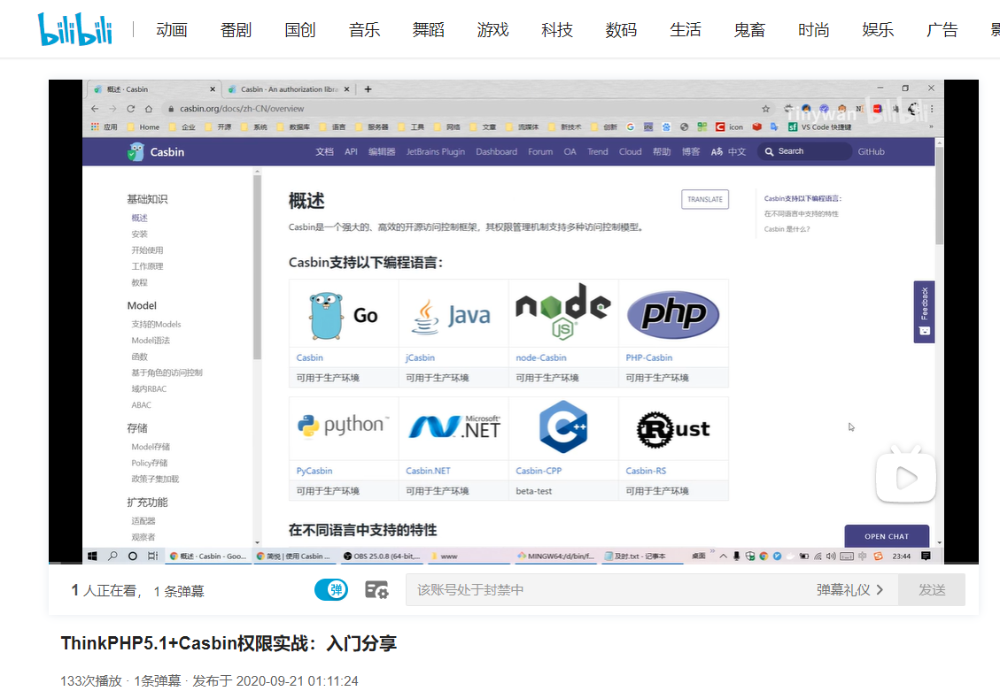 bilibili 动画 番剧 国创 音乐 舞蹈 游戏 科技 数码 生活 鬼畜 时尚 娱乐 广告
概述 · Casbin
Casbin · An authorization libra
casbin.org/docs/zh-CN/overview
Tinywan bilibili
应用 Home 企业 开源 系统 数据库 语言 服务器 工具 网络 文章 流媒体 新技术 创新 icon VS Code 快捷键
Casbin 文档 API 编辑器 JetBrains Plugin Dashboard Forum OA Trend Cloud 帮助 博客 中文 Search GitHub
基础知识
概述
安装
开始使用
工作原理
教程
Model
支持的Models
Model语法
函数
基于角色的访问控制
域内RBAC
ABAC
存储
Model存储
Policy存储
政策子集加载
扩充功能
适配器
观察者
概述
TRANSLATE
Casbin是一个强大的、高效的开源访问控制框架，其权限管理机制支持多种访问控制模型。
Casbin支持以下编程语言：
Go Java node JS php
Casbin jCasbin node-Casbin PHP-Casbin
可用于生产环境 可用于生产环境 可用于生产环境 可用于生产环境
python™ Microsoft® .NET C++ Rust
PyCasbin Casbin.NET Casbin-CPP Casbin-RS
可用于生产环境 可用于生产环境 beta-test 可用于生产环境
在不同语言中支持的特性
Casbin支持以下编程语言：
在不同语言中支持的特性
Casbin 是什么?
Feedback
OPEN CHAT
概述 · Casbin - Goo... 简悦 | 使用 Casbin ... OBS 25.0.8 (64-bit,... www MINGW64:/d/bin/f... 及时.txt - 记事本 桌面 中 23:44
1 人正在看， 1 条弹幕
弹
该账号处于封禁中
弹幕礼仪
发送
ThinkPHP5.1+Casbin权限实战：入门分享
133次播放 · 1条弹幕 · 发布于 2020-09-21 01:11:24